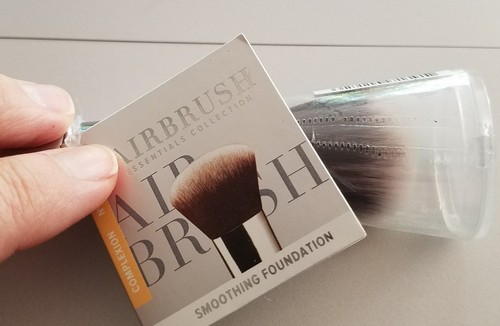 AIRBRUSH
ESSENTIALS COLLECTION
AIR
BRUSH
SMOOTHING FOUNDATION
COMPLEXION